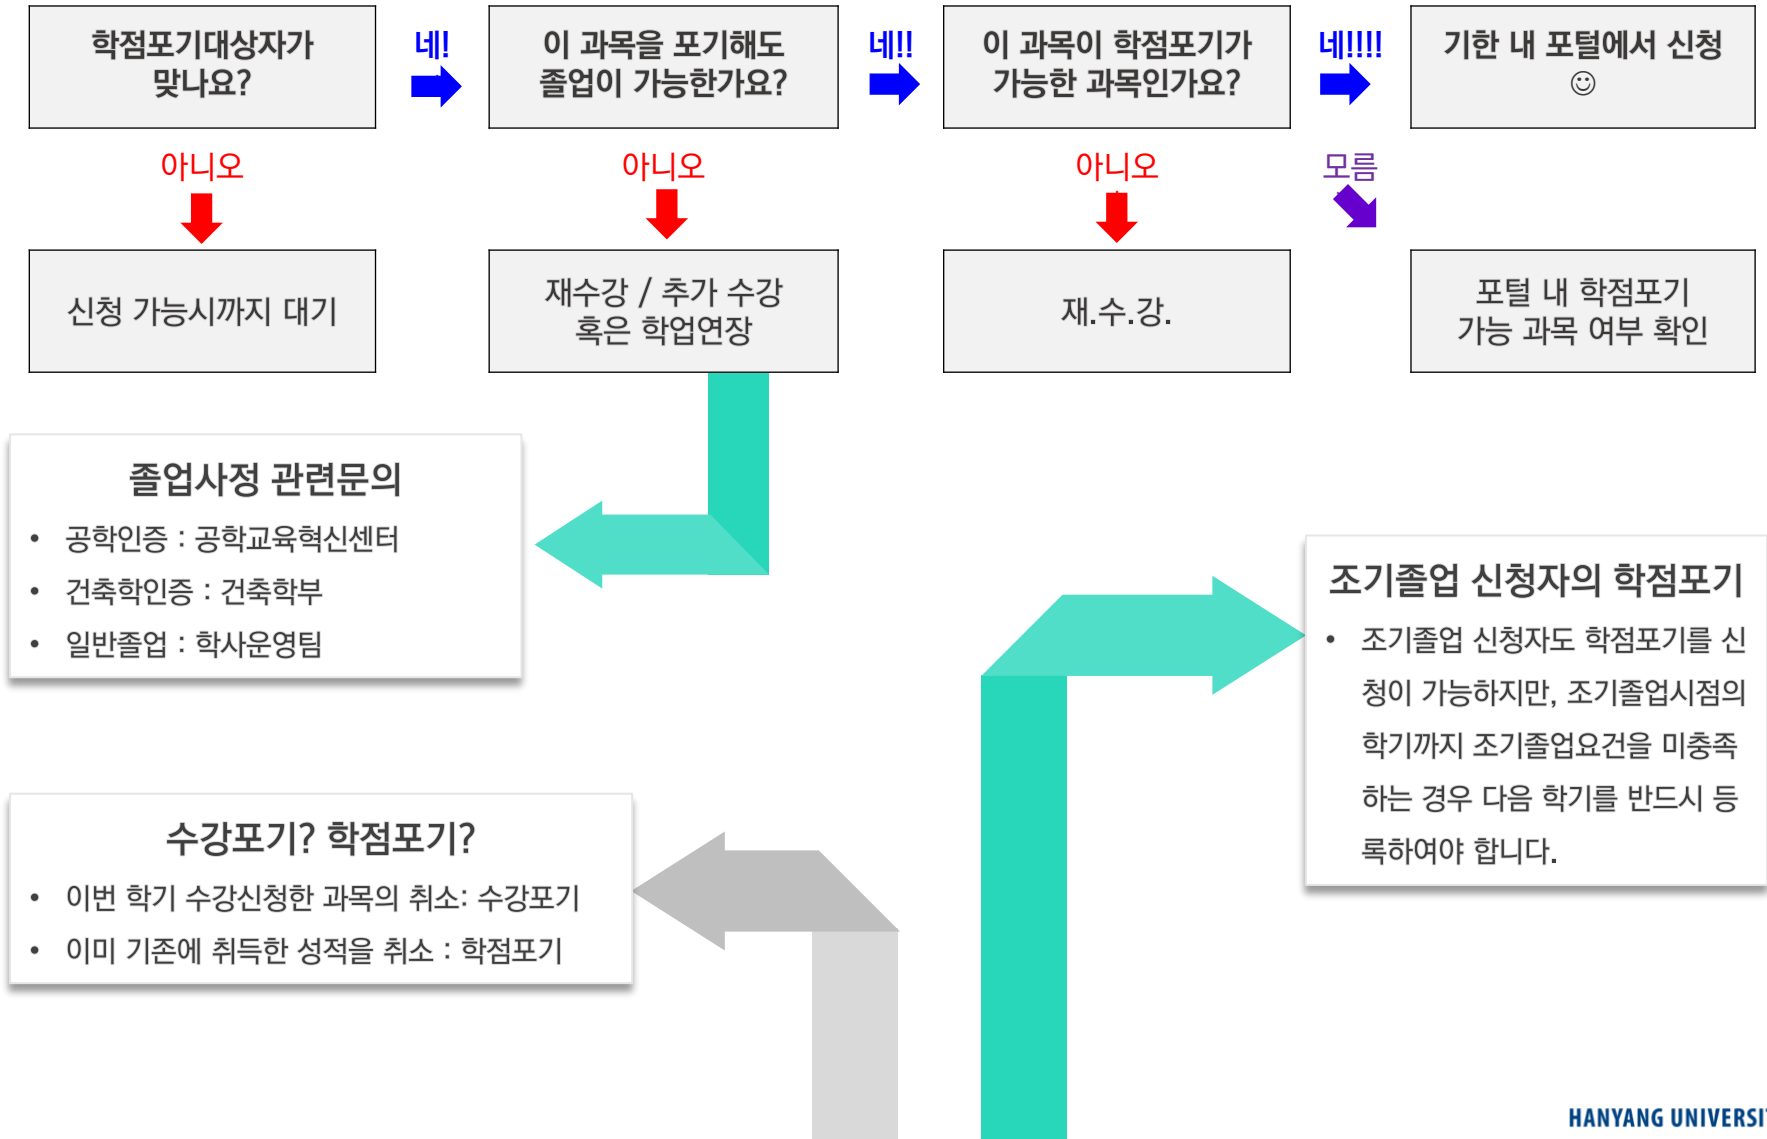 학점포기대상자가
맞나요?
네!
이 과목을 포기해도
졸업이 가능한가요?
네!!
이 과목이 학점포기가
가능한 과목인가요?
네!!!!
기한 내 포털에서 신청
☺
아니오
아니오
아니오
모름
신청 가능시까지 대기
재수강 / 추가 수강
혹은 학업연장
재.수.강.
포털 내 학점포기
가능 과목 여부 확인
졸업사정 관련문의
• 공학인증 : 공학교육혁신센터
• 건축학인증 : 건축학부
• 일반졸업 : 학사운영팀
조기졸업 신청자의 학점포기
• 조기졸업 신청자도 학점포기를 신
청이 가능하지만, 조기졸업시점의
학기까지 조기졸업요건을 미충족
하는 경우 다음 학기를 반드시 등
록하여야 합니다.
수강포기? 학점포기?
• 이번 학기 수강신청한 과목의 취소: 수강포기
• 이미 기존에 취득한 성적을 취소 : 학점포기
HANYANG UNIVERSI